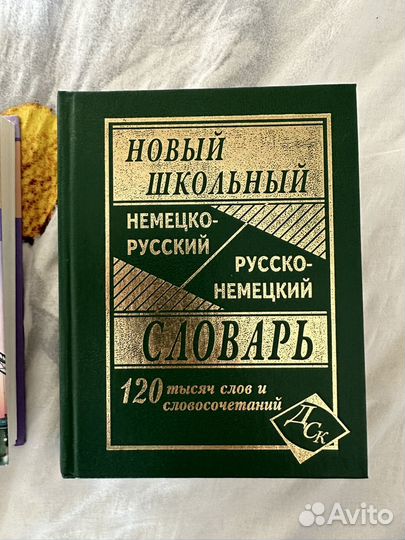 НОВЫЙ
ШКОЛЬНЫЙ
НЕМЕЦКО-
РУССКИЙ
РУССКО-
НЕМЕЦКИЙ
СЛОВАРЬ
120 тысяч слов и
словосочетаний
ДСК
Avito